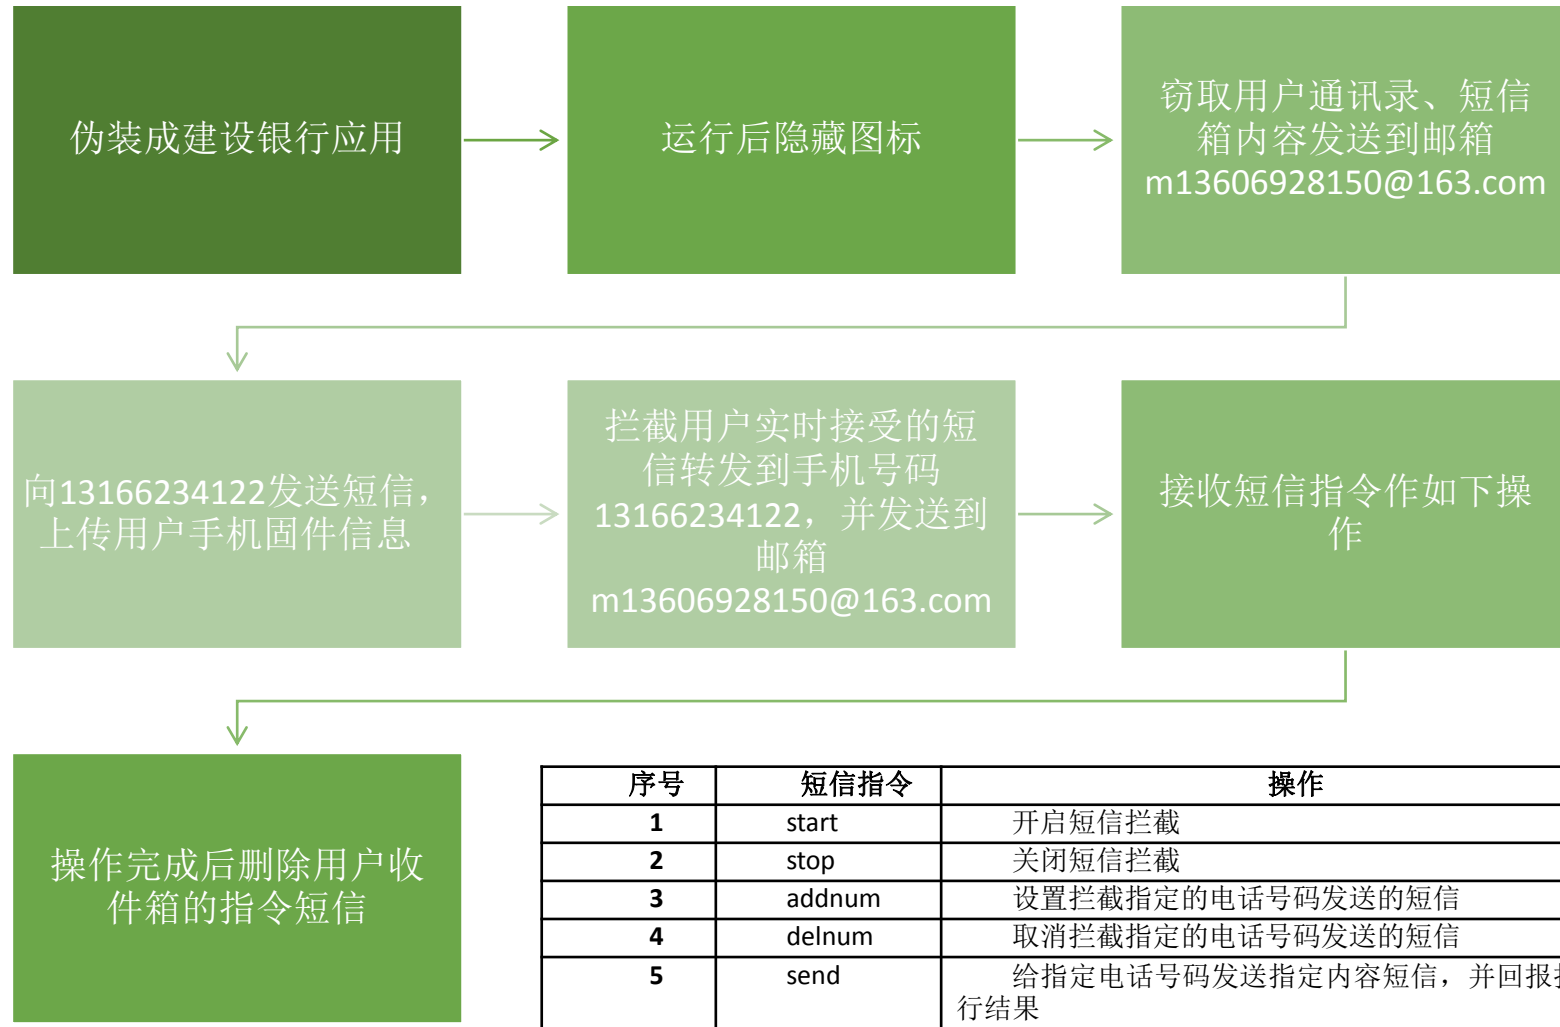 伪装成建设银行应用
运行后隐藏图标
窃取用户通讯录、短信
箱内容发送到邮箱
m13606928150@163.com
向13166234122发送短信，
上传用户手机固件信息
拦截用户实时接受的短
信转发到手机号码
13166234122，并发送到
邮箱
m13606928150@163.com
接收短信指令作如下操
作
操作完成后删除用户收
件箱的指令短信
序号 短信指令 操作
1 start 开启短信拦截
2 stop 关闭短信拦截
3 addnum 设置拦截指定的电话号码发送的短信
4 delnum 取消拦截指定的电话号码发送的短信
5 send 给指定电话号码发送指定内容短信，并回报
行结果